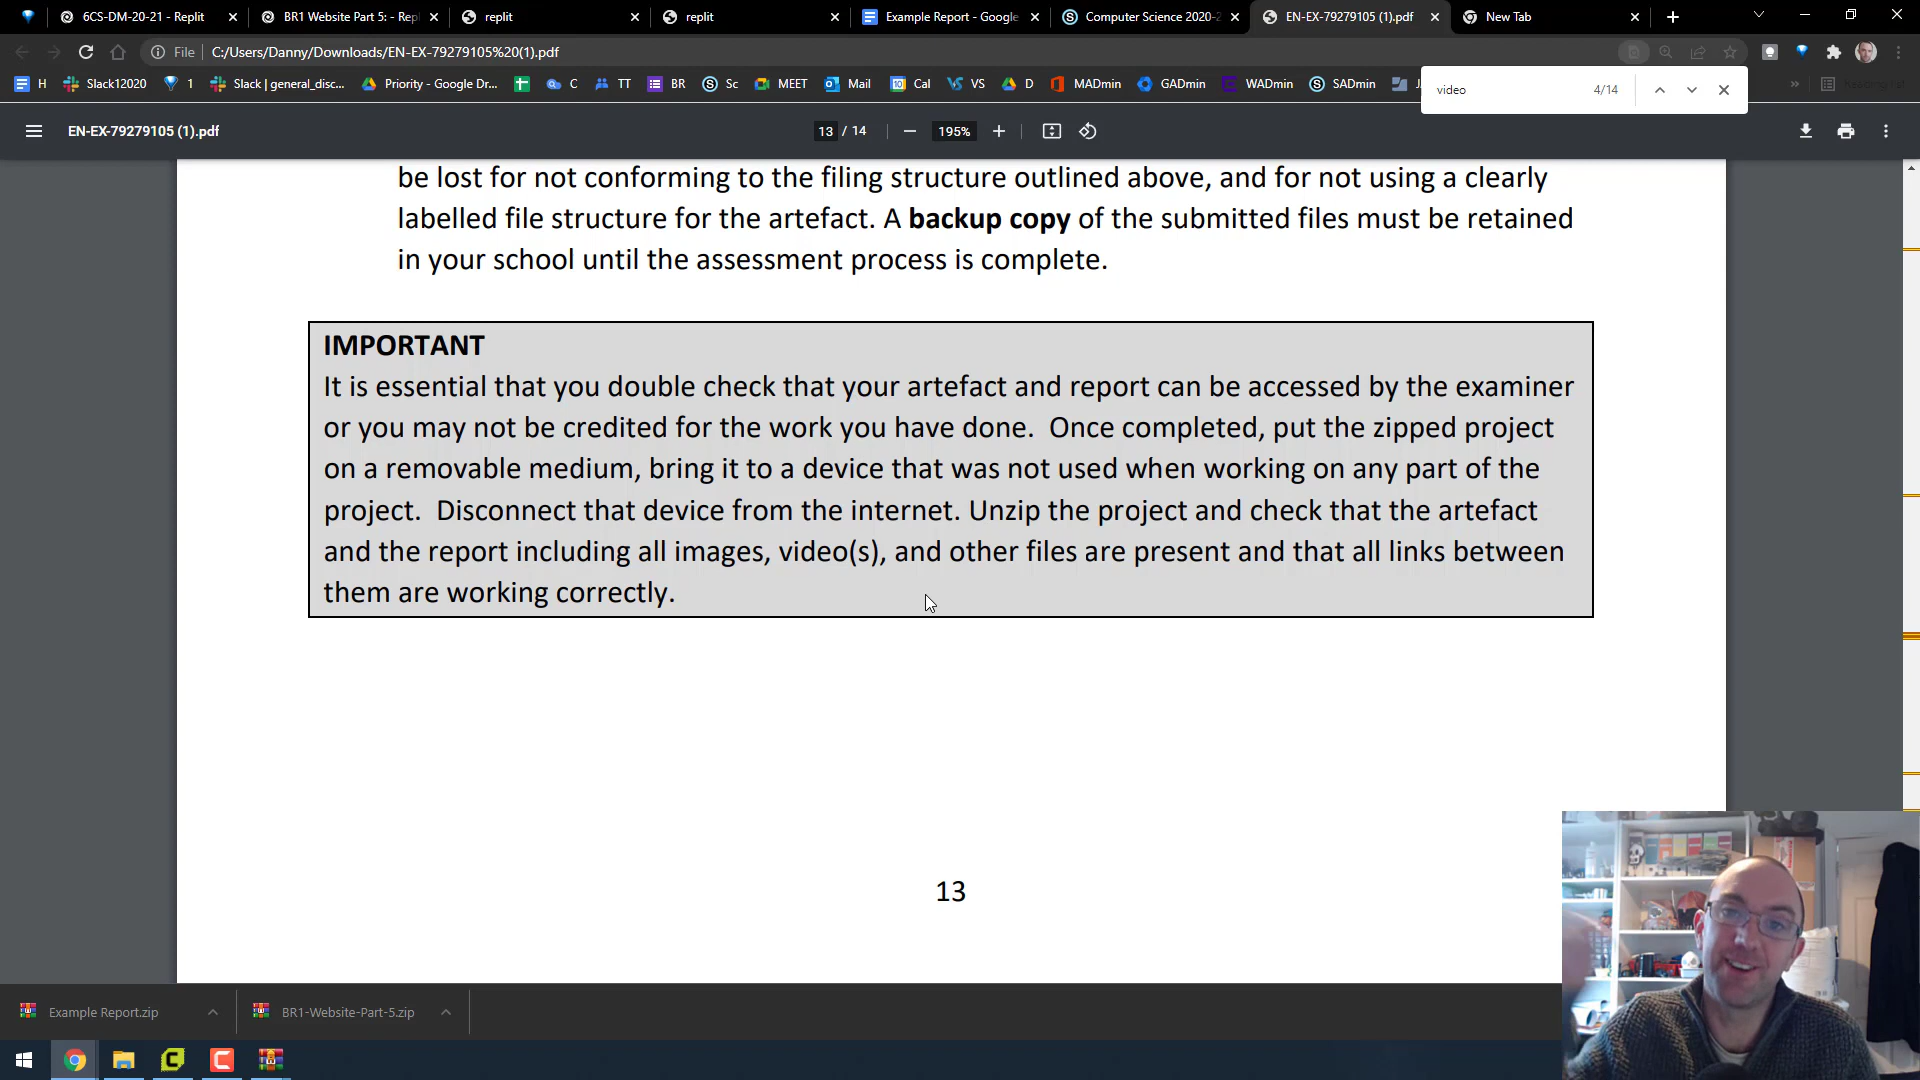 6CS-DM-20-21 - Replit
BR1 Website Part 5: - Repl
replit
replit
Example Report - Google
Computer Science 2020-2
EN-EX-79279105 (1).pdf
New Tab
File
C:/Users/Danny/Downloads/EN-EX-79279105%20(1).pdf
H
Slack12020
1
Slack | general_disc...
Priority - Google Dr...
C
TT
BR
Sc
MEET
Mail
Cal
VS
D
MAdmin
GAdmin
WAdmin
SAdmin
Reading list
video
4/14
EN-EX-79279105 (1).pdf
13 / 14
195%
be lost for not conforming to the filing structure outlined above, and for not using a clearly
labelled file structure for the artefact. A backup copy of the submitted files must be retained
in your school until the assessment process is complete.
IMPORTANT
It is essential that you double check that your artefact and report can be accessed by the examiner
or you may not be credited for the work you have done. Once completed, put the zipped project
on a removable medium, bring it to a device that was not used when working on any part of the
project. Disconnect that device from the internet. Unzip the project and check that the artefact
and the report including all images, video(s), and other files are present and that all links between
them are working correctly.
13
Example Report.zip
BR1-Website-Part-5.zip